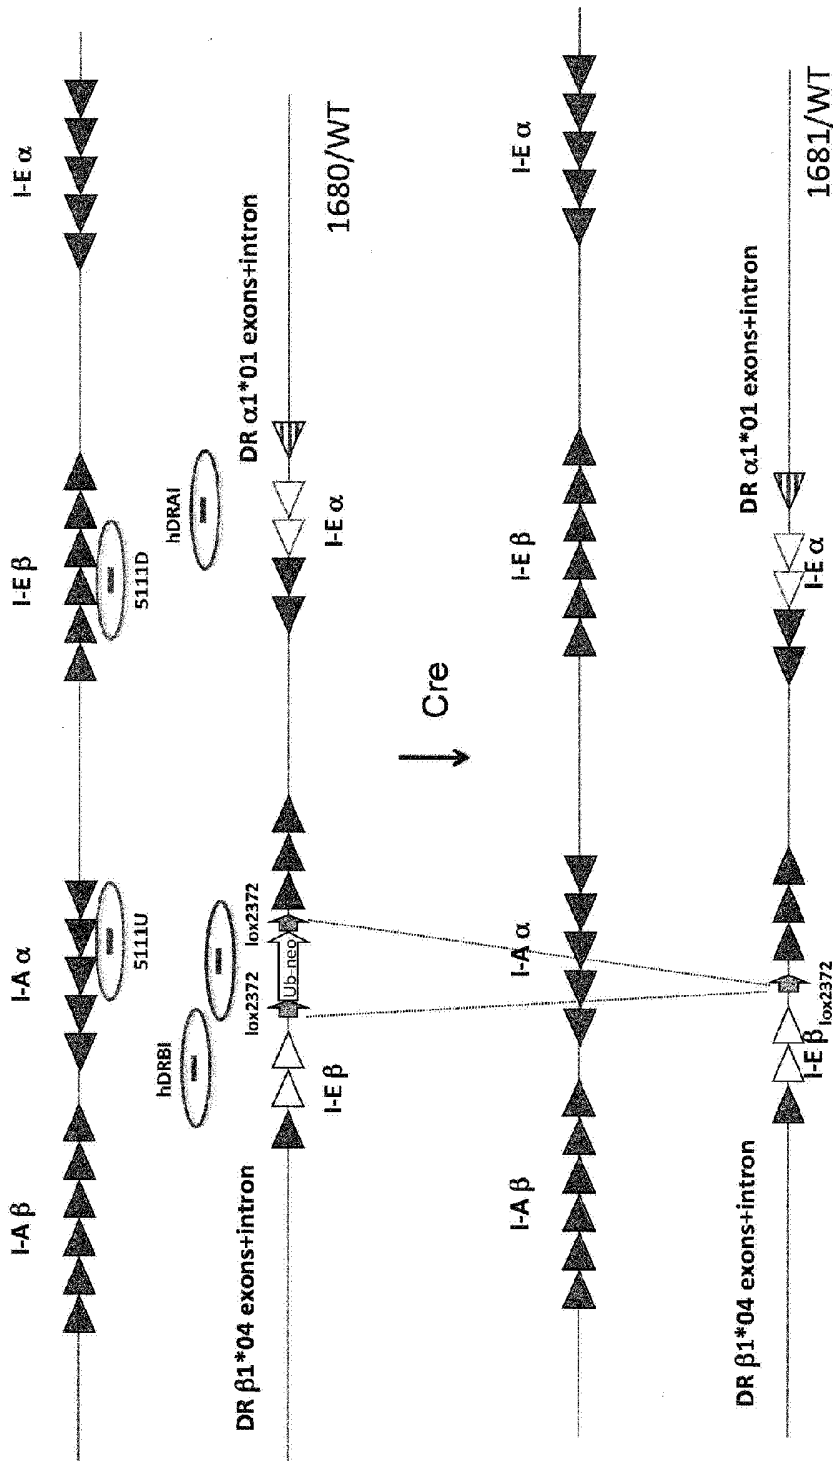 I-A β
I-A α
I-E β
I-E α
5111U
5111D
hDRBI
hDRAI
DR β1*04 exons+intron
lox2372
lox2372
DR α1*01 exons+intron
Ub-neo
I-E β
I-E α
1680/WT
Cre
I-A β
I-A α
I-E β
I-E α
DR β1*04 exons+intron
DR α1*01 exons+intron
I-E β
lox2372
I-E α
1681/WT